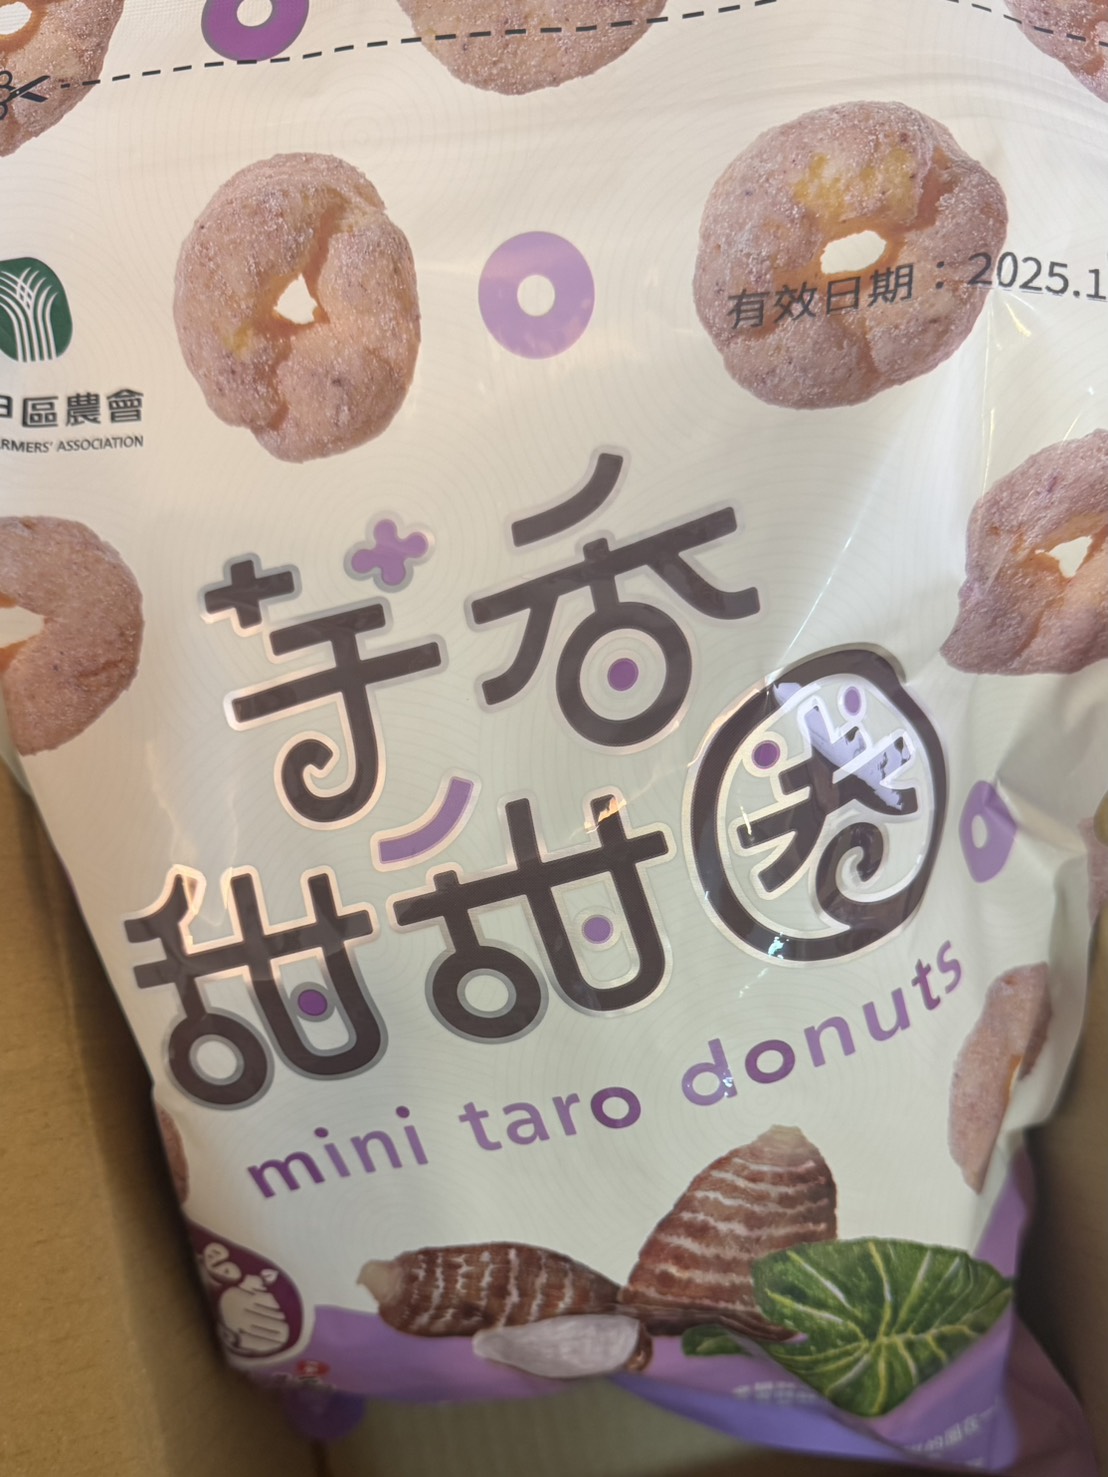 有效日期：2025.1
區農會
RMERS' ASSOCIATION
芋香
甜甜圈
mini taro donuts